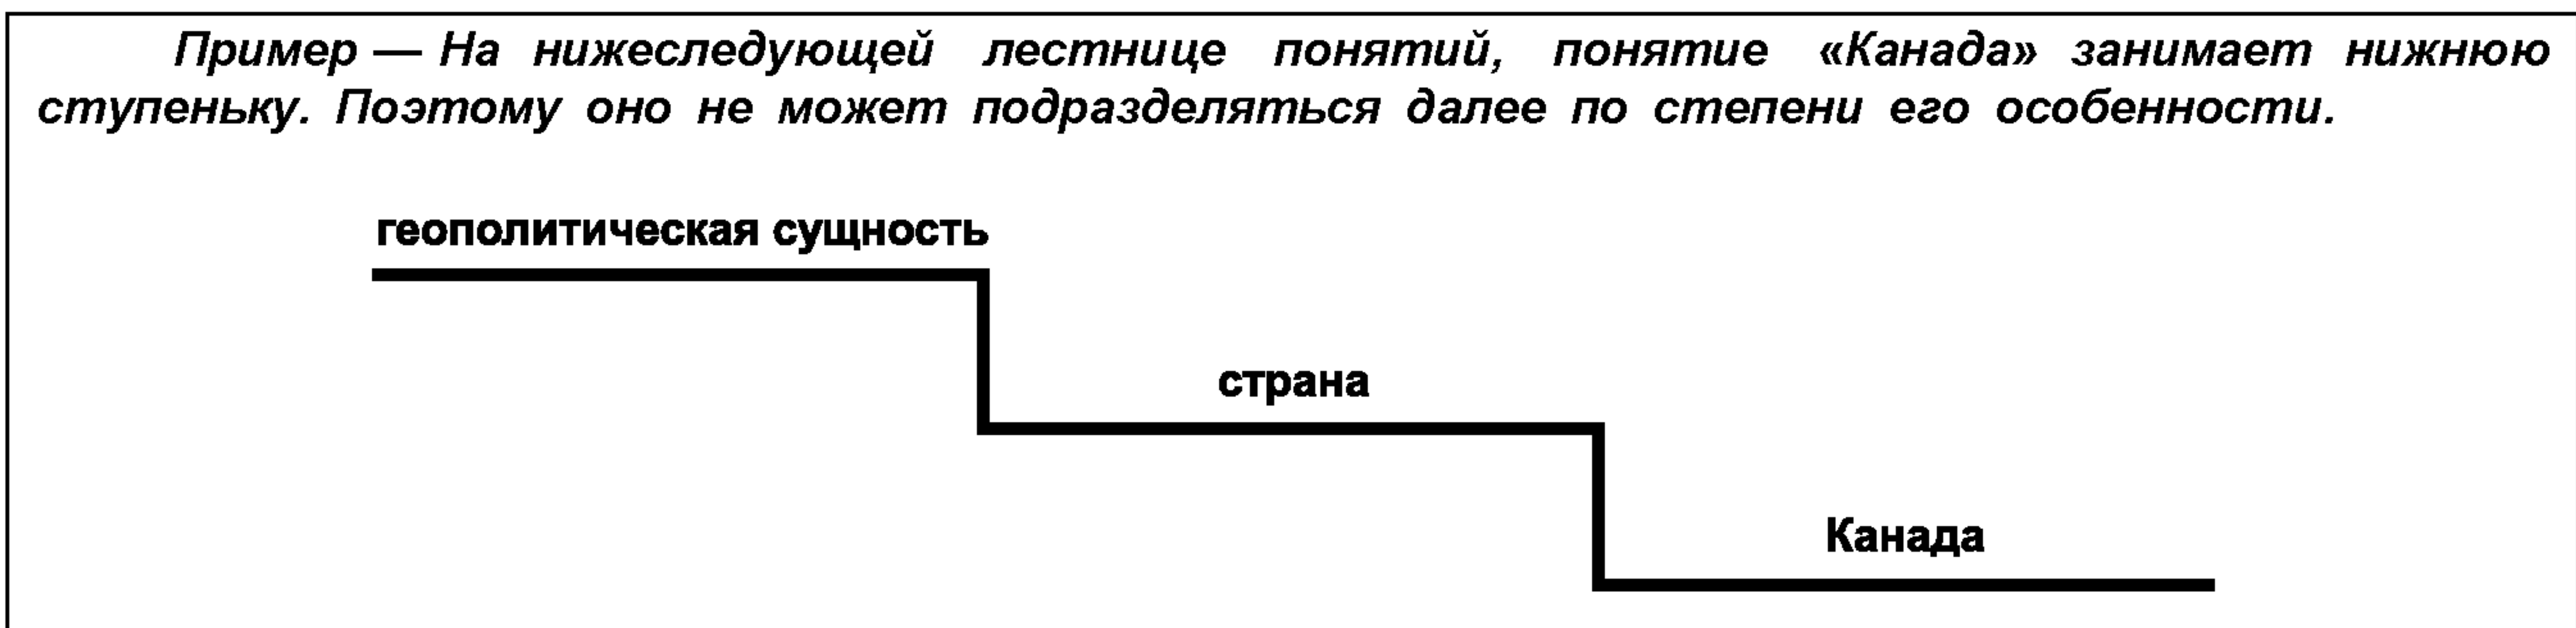 Пример — На нижеследующей лестнице понятий, понятие «Канада» занимает нижнюю
ступеньку. Поэтому оно не может подразделяться далее по степени его особенности.
геополитическая сущность
страна
Канада